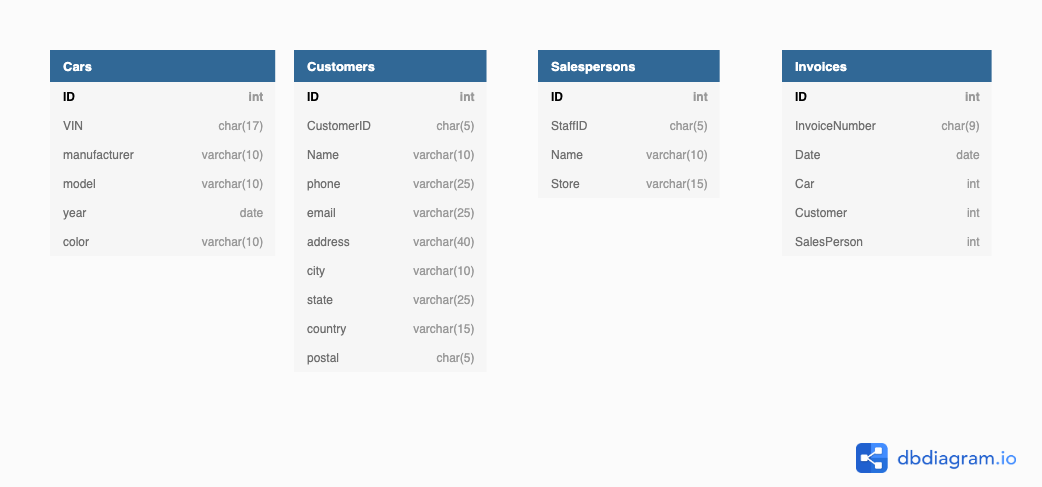 Cars
ID int
VIN char(17)
manufacturer varchar(10)
model varchar(10)
year date
color varchar(10)
Customers
ID int
CustomerID char(5)
Name varchar(10)
phone varchar(25)
email varchar(25)
address varchar(40)
city varchar(10)
state varchar(25)
country varchar(15)
postal char(5)
Salespersons
ID int
StaffID char(5)
Name varchar(10)
Store varchar(15)
Invoices
ID int
InvoiceNumber char(9)
Date date
Car int
Customer int
SalesPerson int
dbdiagram.io